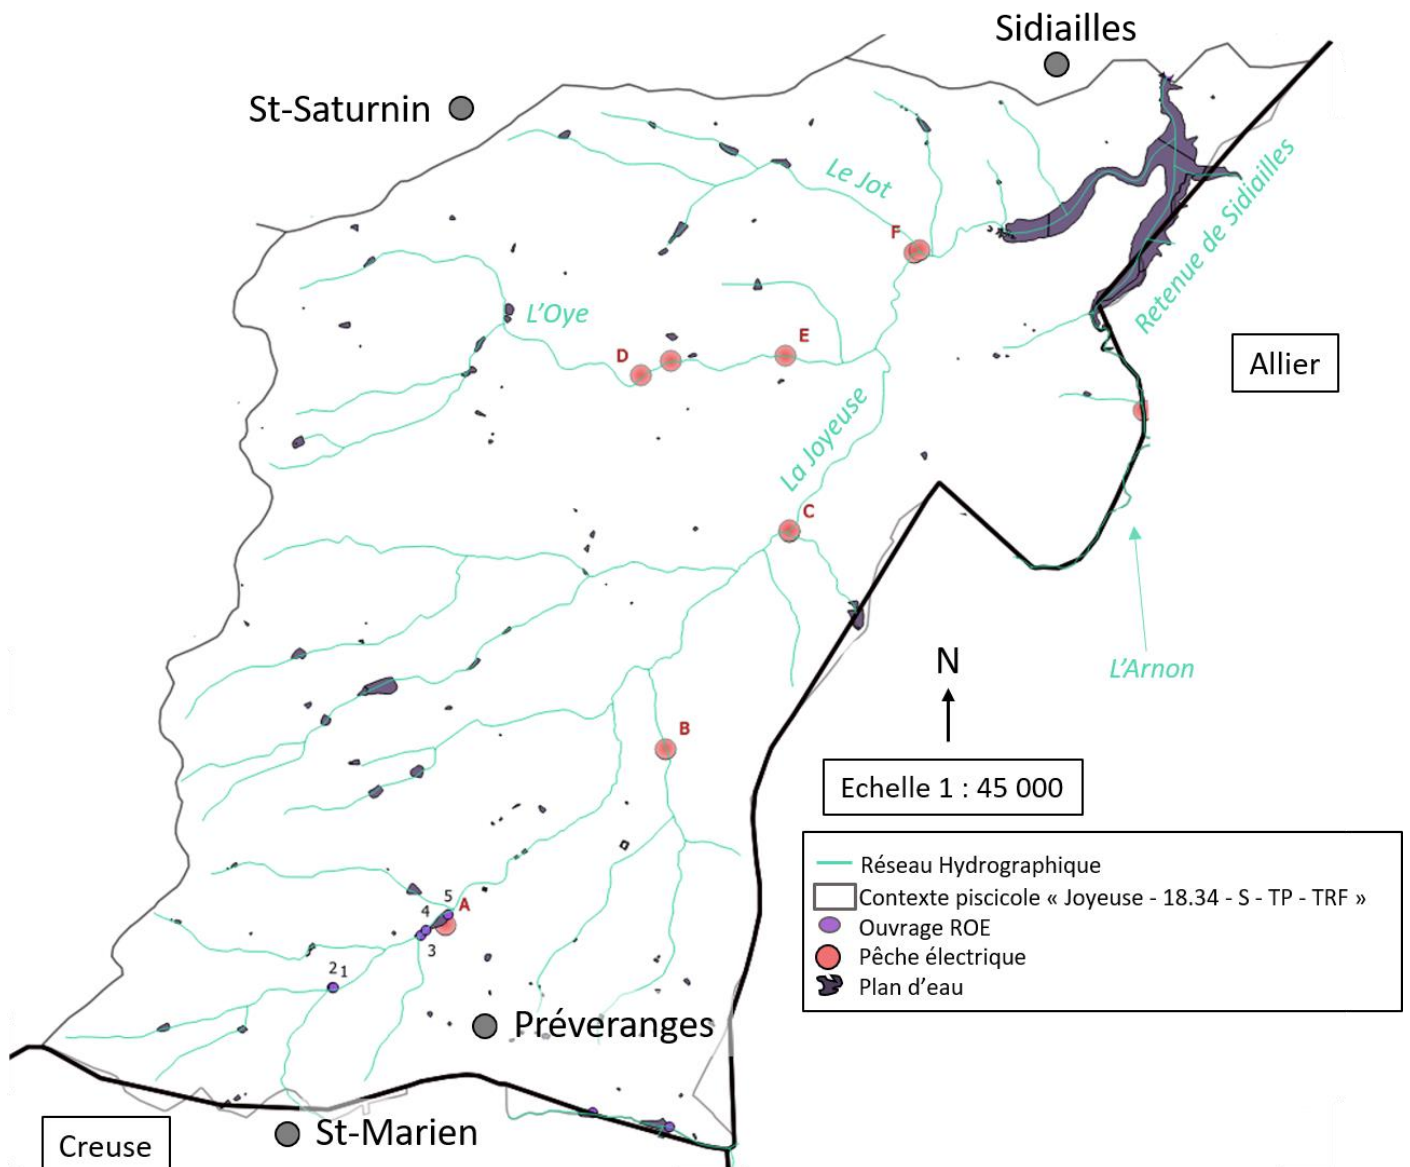 Sidiailles
St-Saturnin
Le Jot
Retenue de Sidiailles
F
L'Oye
D
E
Allier
La Joyeuse
C
L'Arnon
N
B
Echelle 1 : 45 000
Réseau Hydrographique
Contexte piscicole « Joyeuse - 18.34 - S - TP - TRF »
Ouvrage ROE
Pêche électrique
Plan d'eau
5
A
4
3
2 1
Préveranges
St-Marien
Creuse